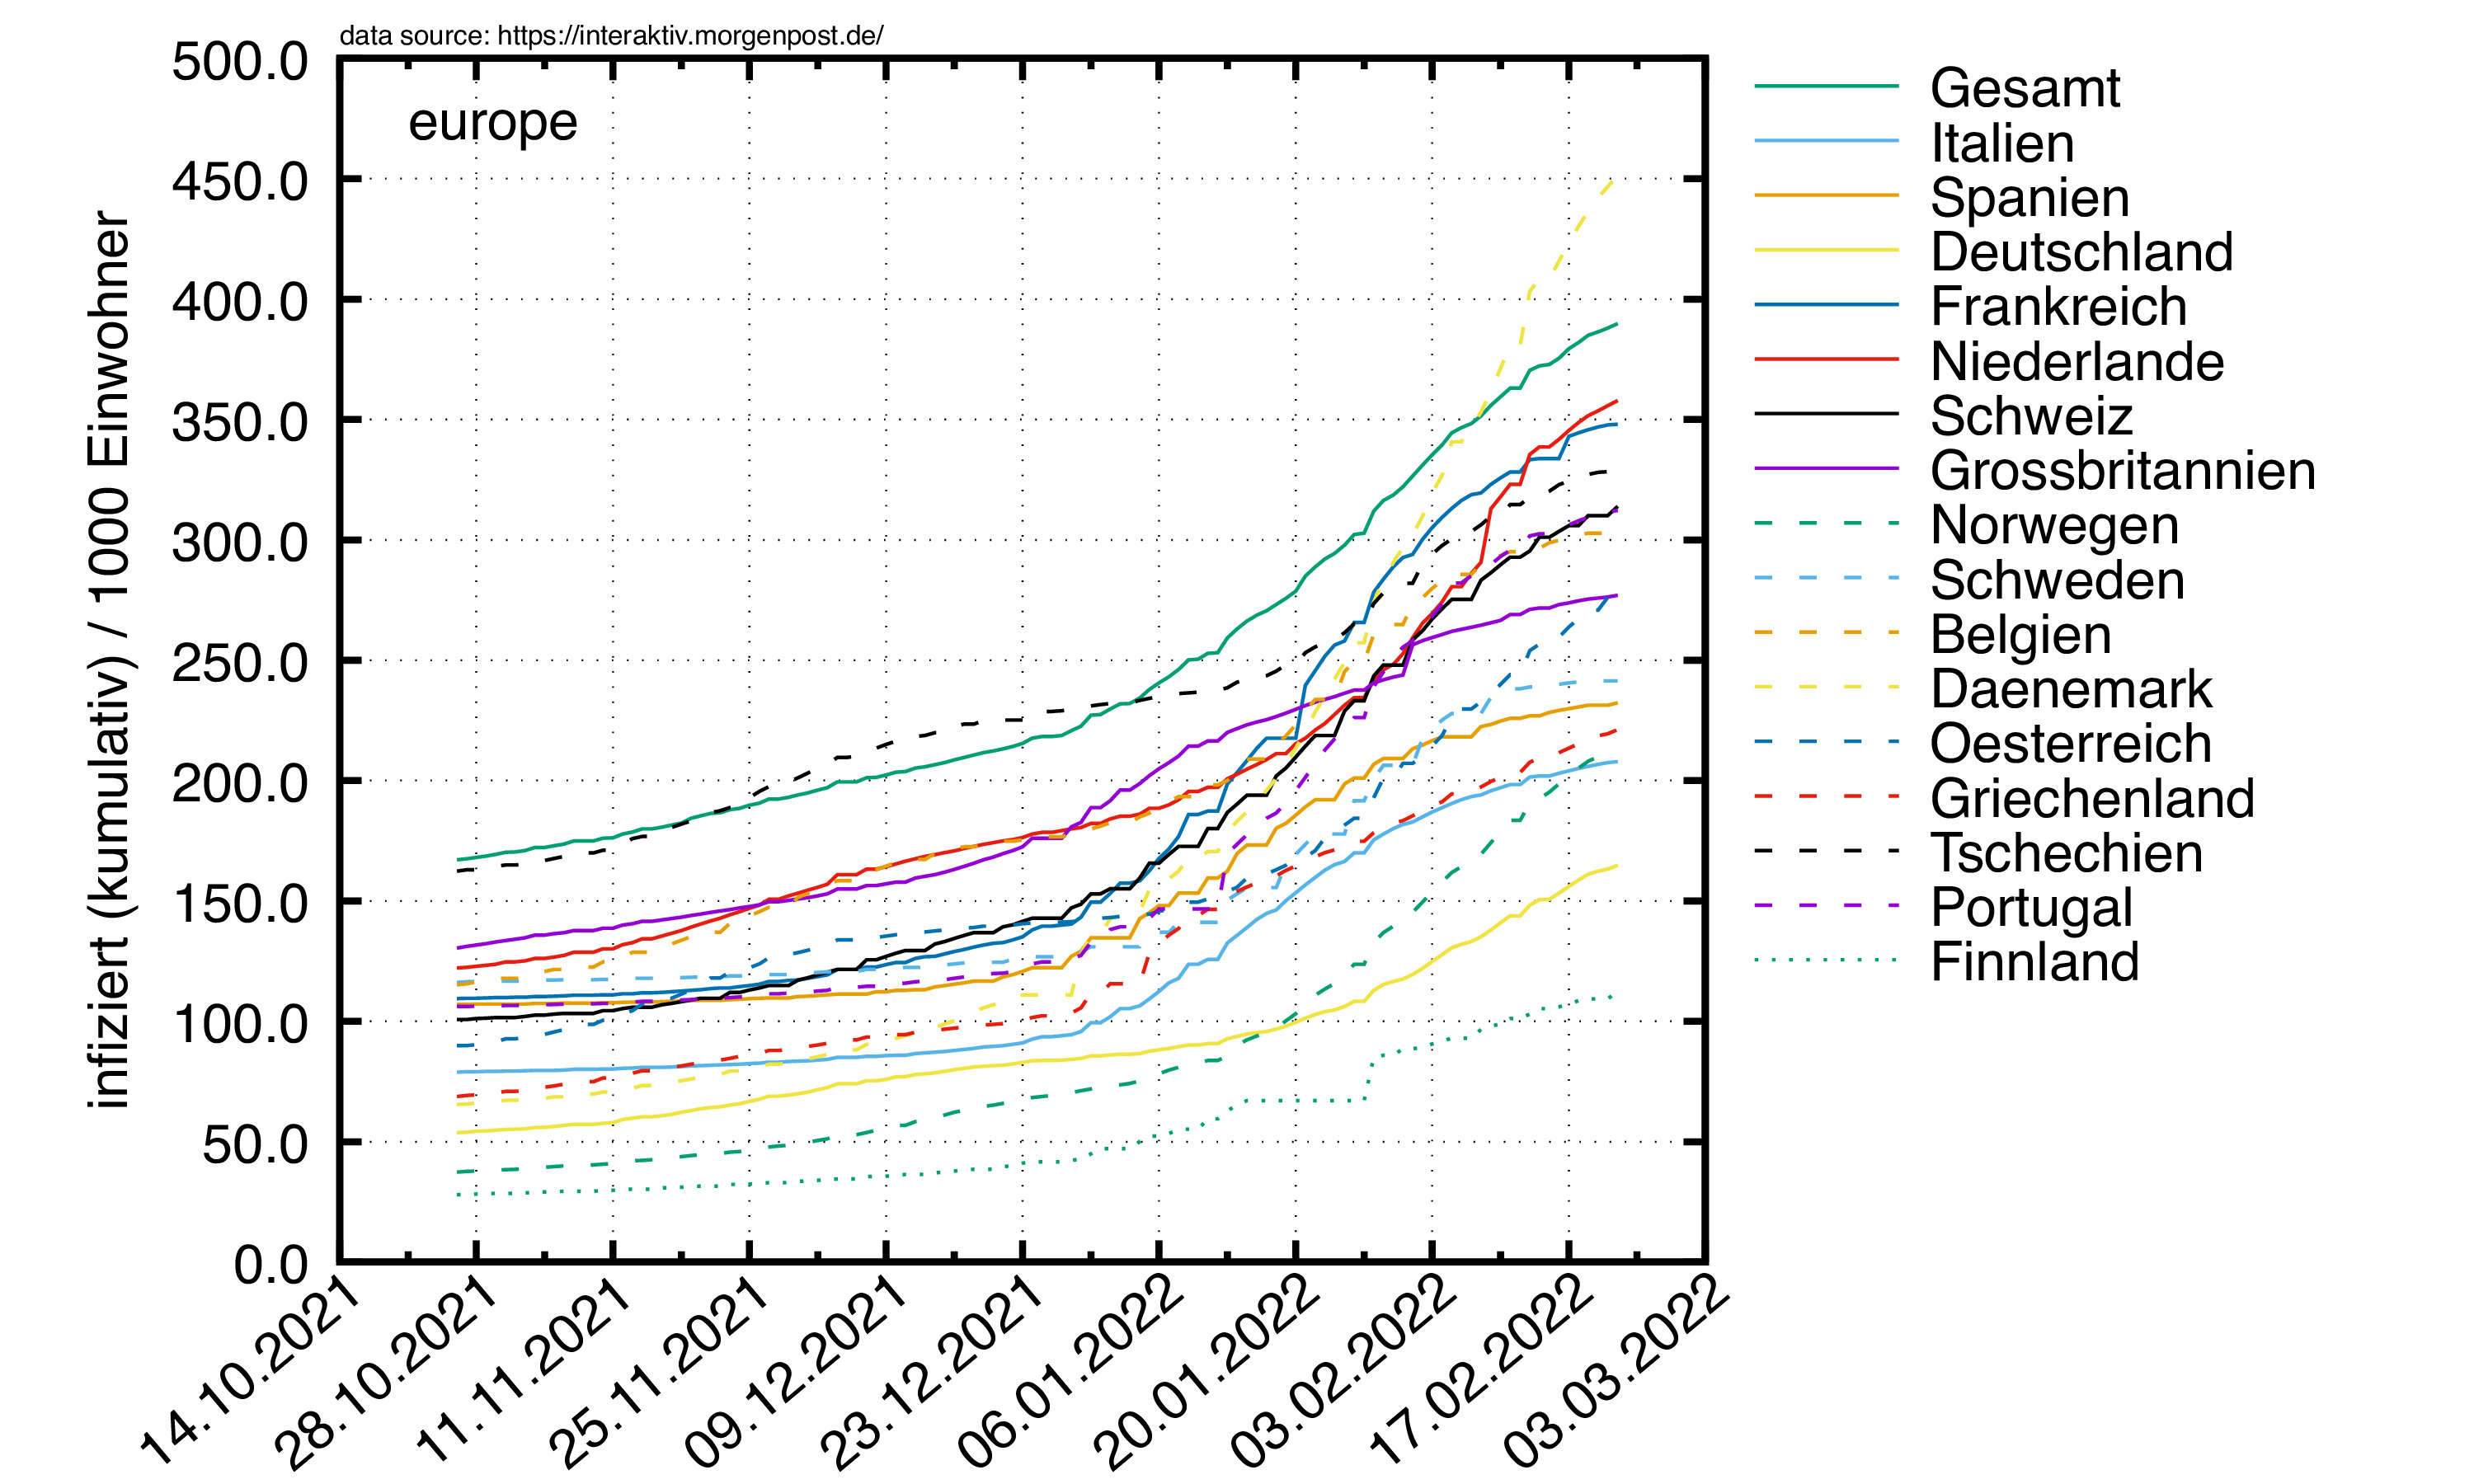 data source: https://interaktiv.morgenpost.de/
500.0
450.0
400.0
350.0
300.0
250.0
200.0
150.0
100.0
50.0
0.0
infiziert (kumulativ) / 1000 Einwohner
europe
14.10.2021
28.10.2021
11.11.2021
25.11.2021
09.12.2021
23.12.2021
06.01.2022
20.01.2022
03.02.2022
17.02.2022
03.03.2022
Gesamt
Italien
Spanien
Deutschland
Frankreich
Niederlande
Schweiz
Grossbritannien
Norwegen
Schweden
Belgien
Daenemark
Oesterreich
Griechenland
Tschechien
Portugal
Finnland